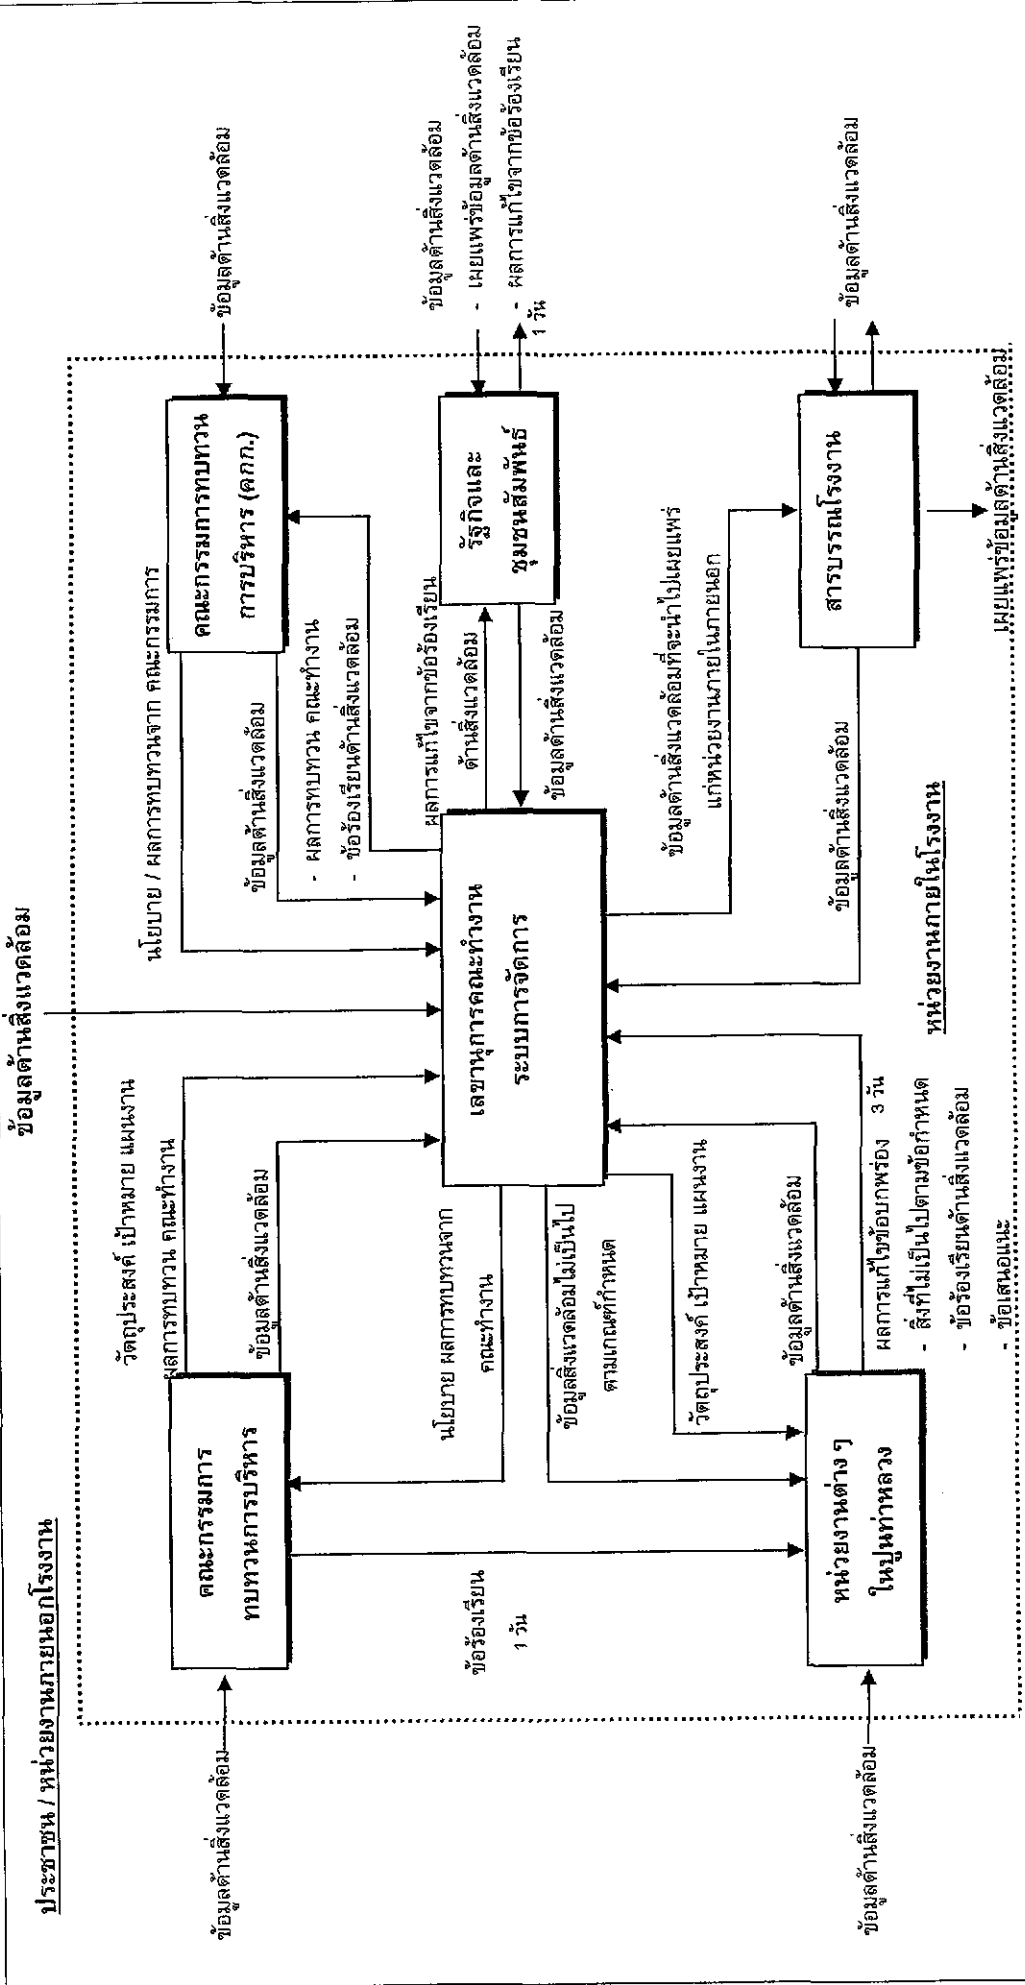 ประชาชน / หน่วยงานภายนอกโรงงาน
ข้อมูลด้านสิ่งแวดล้อม
ข้อมูลด้านสิ่งแวดล้อม
คณะกรรมการ
ทบทวนการบริหาร
วัตถุประสงค์ เป้าหมาย แผนงาน
ผลการทบทวน คณะทำงาน
ข้อมูลด้านสิ่งแวดล้อม
นโยบาย / ผลการทบทวนจาก คณะกรรมการ
ข้อมูลด้านสิ่งแวดล้อม
- ผลการทบทวน คณะทำงาน
- ข้อร้องเรียนด้านสิ่งแวดล้อม
คณะกรรมการทบทวน
การบริหาร (คกก.)
ข้อมูลด้านสิ่งแวดล้อม
ข้อร้องเรียน
1 วัน
นโยบาย ผลการทบทวนจาก
คณะทำงาน
ข้อมูลสิ่งแวดล้อมไม่เป็นไป
ตามเกณฑ์กำหนด
วัตถุประสงค์ เป้าหมาย แผนงาน
เลขานุการคณะทำงาน
ระบบการจัดการ
ผลการแก้ไขจากข้อร้องเรียน
ด้านสิ่งแวดล้อม
ข้อมูลด้านสิ่งแวดล้อม
รัฐกิจและ
ชุมชนสัมพันธ์
ข้อมูลด้านสิ่งแวดล้อม
- เผยแพร่ข้อมูลด้านสิ่งแวดล้อม
- ผลการแก้ไขจากข้อร้องเรียน
1 วัน
ข้อมูลด้านสิ่งแวดล้อมที่จะนำไปเผยแพร่
แก่หน่วยงานภายในภายนอก
ข้อมูลด้านสิ่งแวดล้อม
หน่วยงานต่าง ๆ
ในปูนท่าหลวง
ข้อมูลด้านสิ่งแวดล้อม
ผลการแก้ไขข้อบกพร่อง 3 วัน
- สิ่งที่ไม่เป็นไปตามข้อกำหนด
- ข้อร้องเรียนด้านสิ่งแวดล้อม
- ข้อเสนอแนะ
ข้อมูลด้านสิ่งแวดล้อม
หน่วยงานภายในโรงงาน
สารบรรณโรงงาน
ข้อมูลด้านสิ่งแวดล้อม
เผยแพร่ข้อมูลด้านสิ่งแวดล้อม